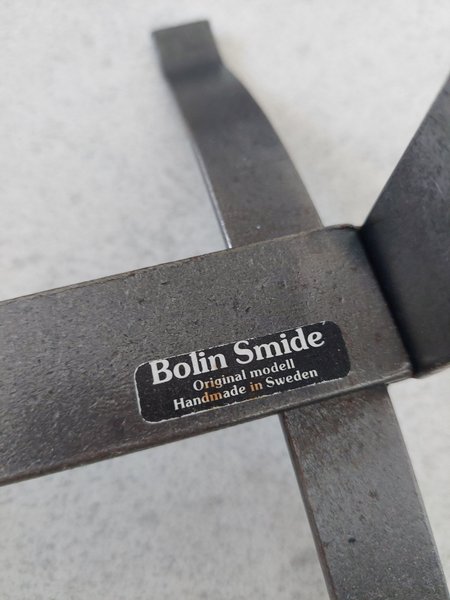 Bolin Smide
Original modell
Handmade in Sweden